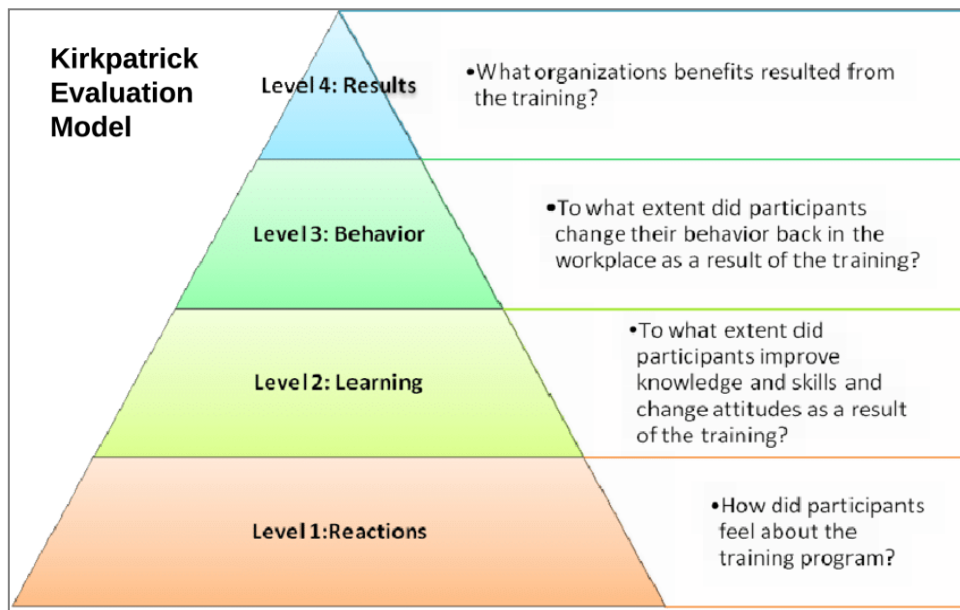 Kirkpatrick
Evaluation
Model
Level 4: Results
•What organizations benefits resulted from
the training?
Level 3: Behavior
•To what extent did participants
change their behavior back in the
workplace as a result of the training?
Level 2: Learning
•To what extent did
participants improve
knowledge and skills and
change attitudes as a result
of the training?
Level 1:Reactions
•How did participants
feel about the
training program?